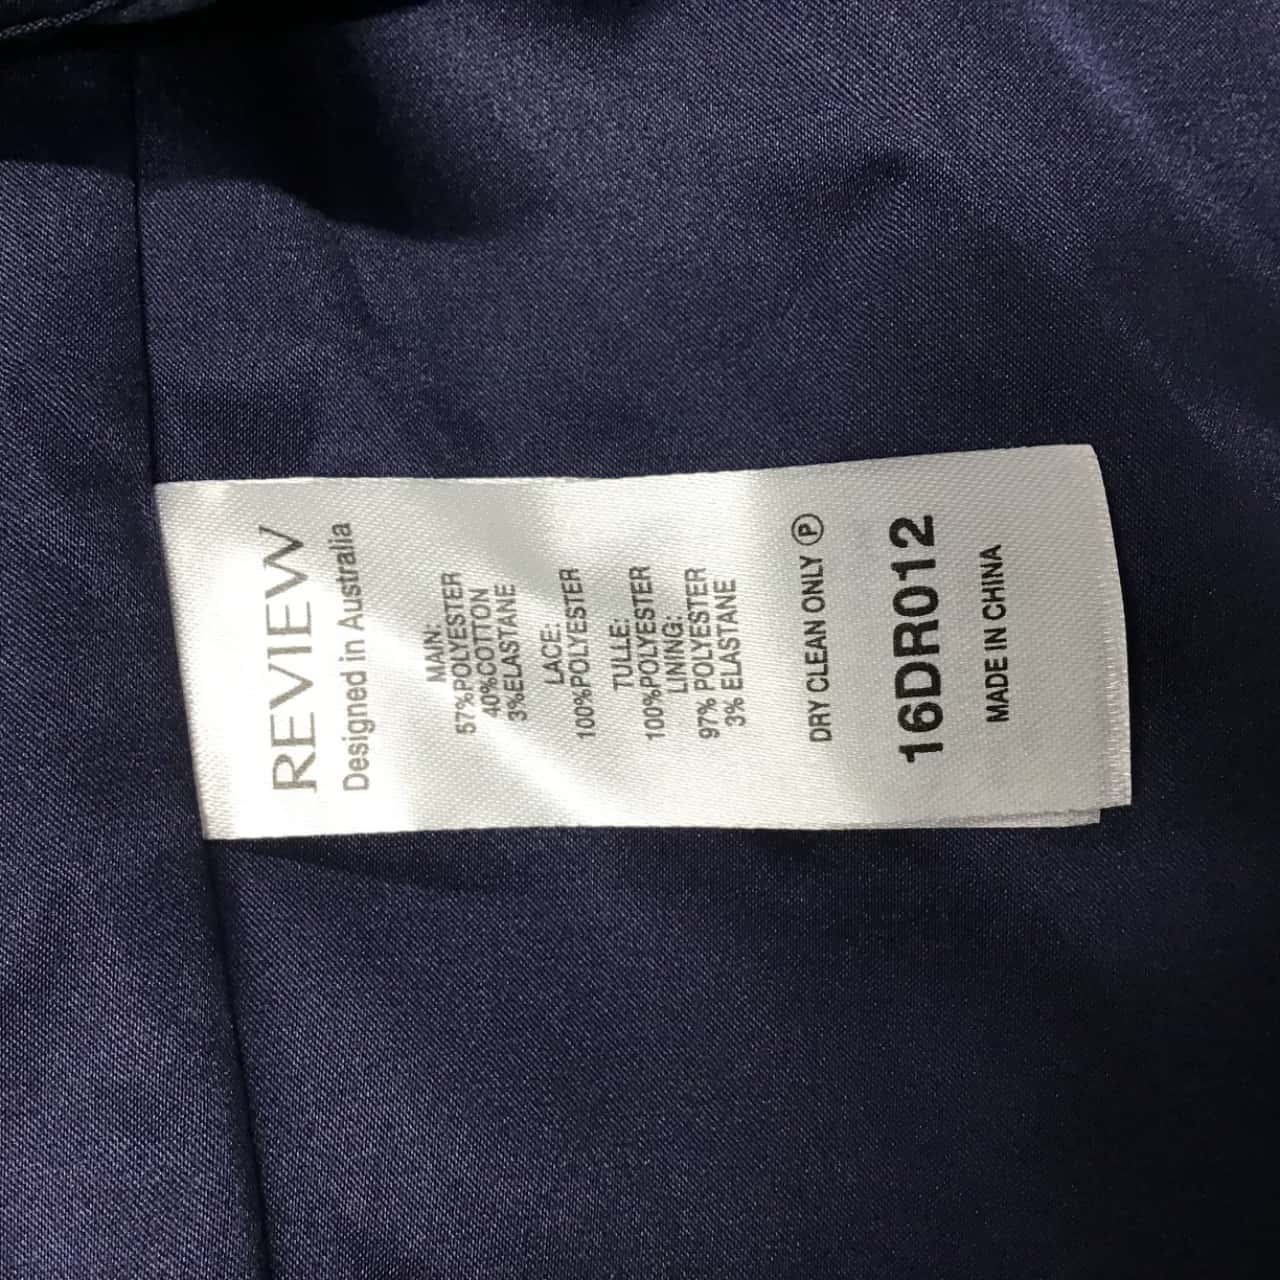 REVIEW
Designed in Australia
MAIN:
57%POLYESTER
40%COTTON
3%ELASTANE
LACE:
100%POLYESTER
TULLE:
100%POLYESTER
LINING:
97% POLYESTER
3% ELASTANE
DRY CLEAN ONLY Ⓟ
16DR012
MADE IN CHINA